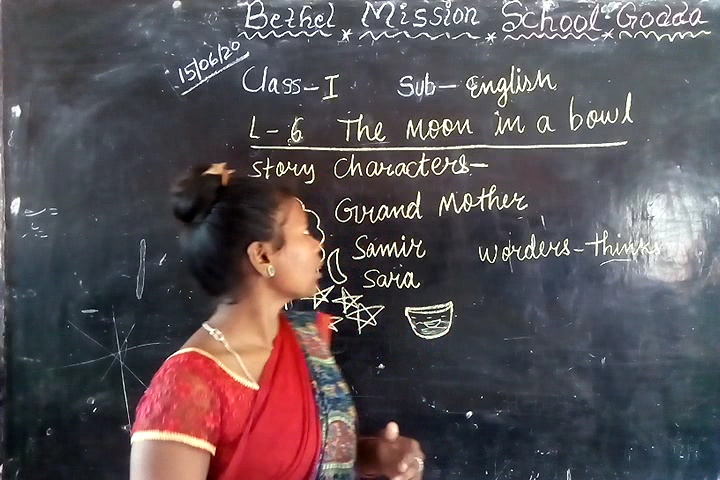 Bethel Mission School-Godda
15/06/20
Class-I Sub-English
L-6 The Moon in a bowl
Story Characters-
Grand Mother
Samir
Sara
worders-thinks